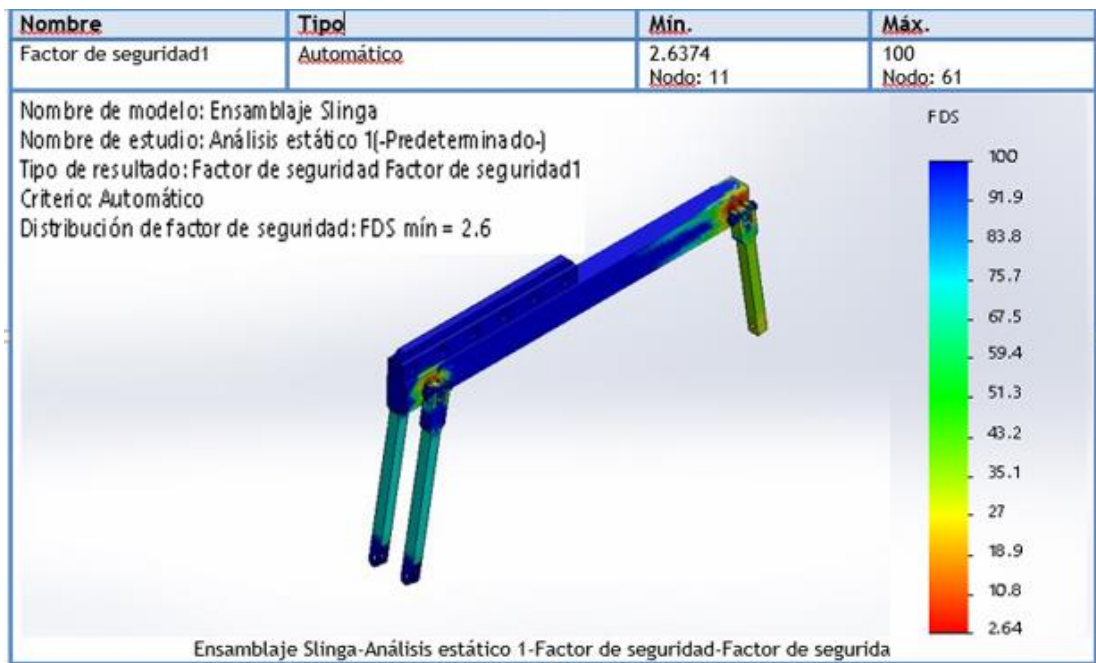 Nombre Tipo Mín. Máx.
Factor de seguridad1 Automático 2.6374 100
Nodo: 11 Nodo: 61
Nombre de modelo: Ensamblaje Slinga
Nombre de estudio: Análisis estático 1(-Predeterminado-)
Tipo de resultado: Factor de seguridad Factor de seguridad1
Criterio: Automático
Distribución de factor de seguridad: FDS mín = 2.6
FDS
100
91.9
83.8
75.7
67.5
59.4
51.3
43.2
35.1
27
18.9
10.8
2.64
Ensamblaje Slinga-Análisis estático 1-Factor de seguridad-Factor de segurida